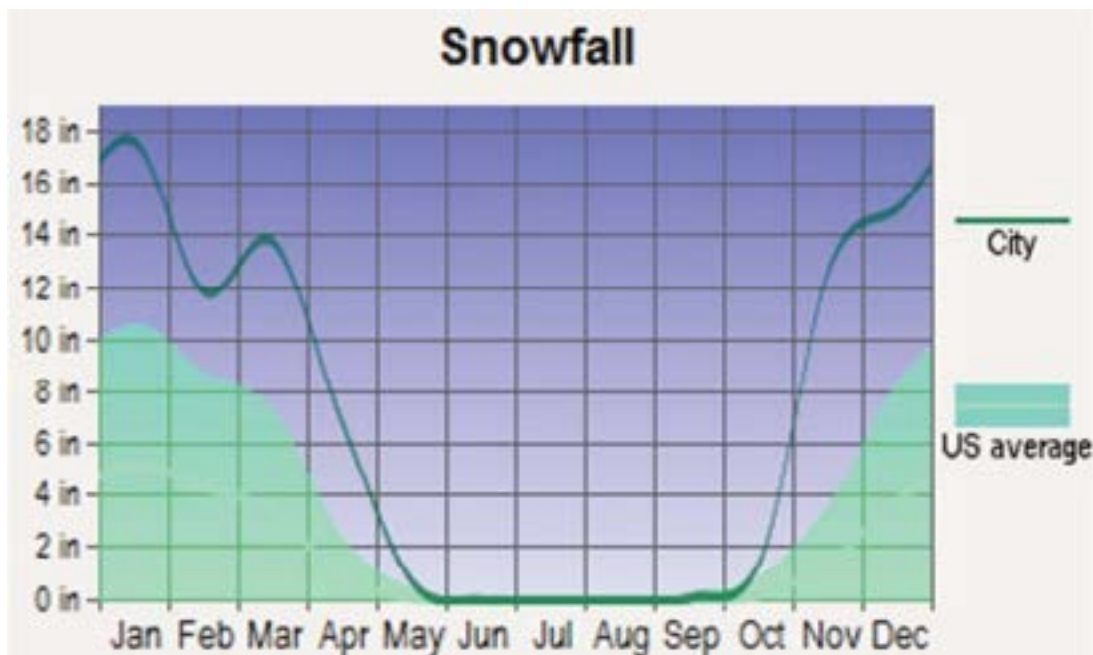 Snowfall
18 in
16 in
14 in
12 in
10 in
8 in
6 in
4 in
2 in
0 in
Jan Feb Mar Apr May Jun Jul Aug Sep Oct Nov Dec
City
US average